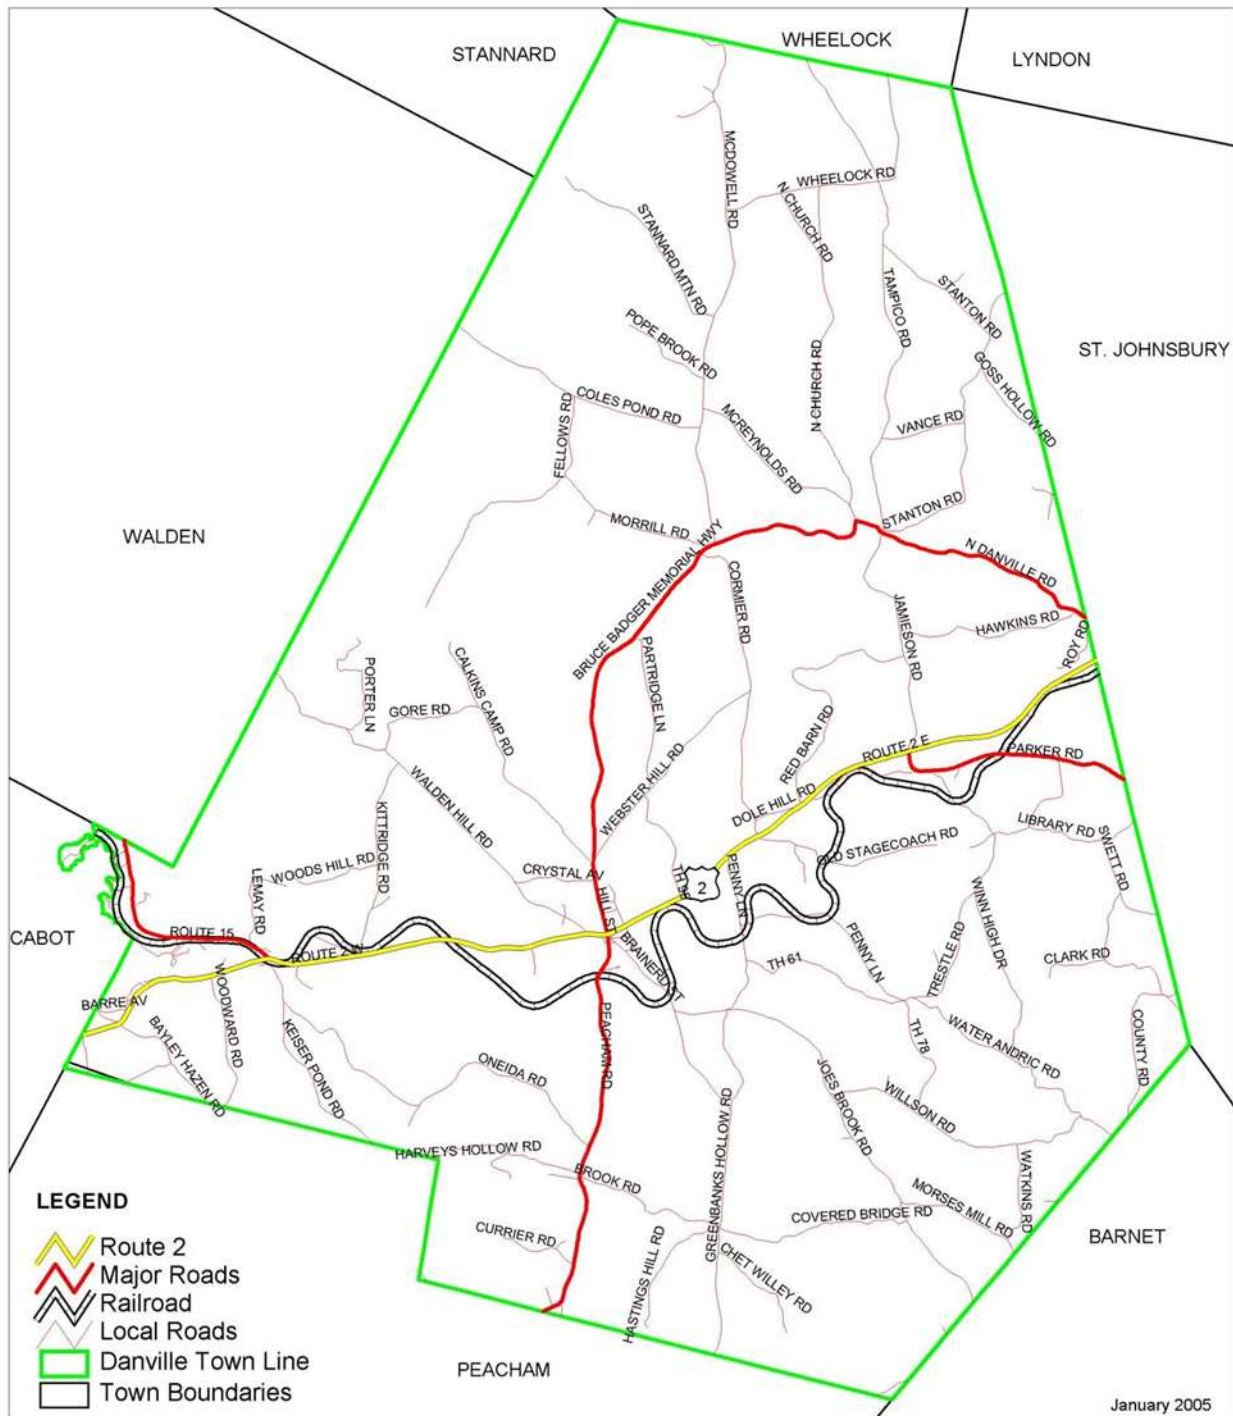 WHEELOCK
STANNARD
LYNDON
MCDOWELL RD
WHEELOCK RD
N CHURCH RD
STANNARD MTN RD
TAMPICO RD
STANTON RD
POPE BROOK RD
ST. JOHNSBURY
GOSS HOLLOW RD
N CHURCH RD
COLES POND RD
FELLOWS RD
MCREYNOLDS RD
VANCE RD
STANTON RD
MORRILL RD
WALDEN
N DANVILLE RD
BRUCE BADGER MEMORIAL HWY
CORMIER RD
JAMIESON RD
HAWKINS RD
ROY RD
PARTRIDGE LN
PORTER LN
CALKINS CAMP RD
GORE RD
RED BARN RD
ROUTE 2 E
PARKER RD
WEBSTER HILL RD
WALDEN HILL RD
DOLE HILL RD
KITTRIDGE RD
LIBRARY RD
SWETT RD
OLD STAGECOACH RD
WOODS HILL RD
LEMAY RD
CRYSTAL AV
TH 96
2
PENNY LN
HILL ST
WINN HIGH DR
CABOT
ROUTE 15
ROUTE 2 W
BRAINERD ST
PENNY LN
TRESTLE RD
CLARK RD
TH 61
WOODWARD RD
BARRE AV
BAYLEY HAZEN RD
KEISER POND RD
PEACHAM RD
TH 78
WATER ANDRIC RD
COUNTY RD
ONEIDA RD
JOES BROOK RD
WILLSON RD
HARVEYS HOLLOW RD
GREENBANKS HOLLOW RD
WATKINS RD
BROOK RD
MORSES MILL RD
COVERED BRIDGE RD
CURRIER RD
HASTINGS HILL RD
CHET WILLEY RD
BARNET
PEACHAM
LEGEND
Route 2
Major Roads
Railroad
Local Roads
Danville Town Line
Town Boundaries
January 2005